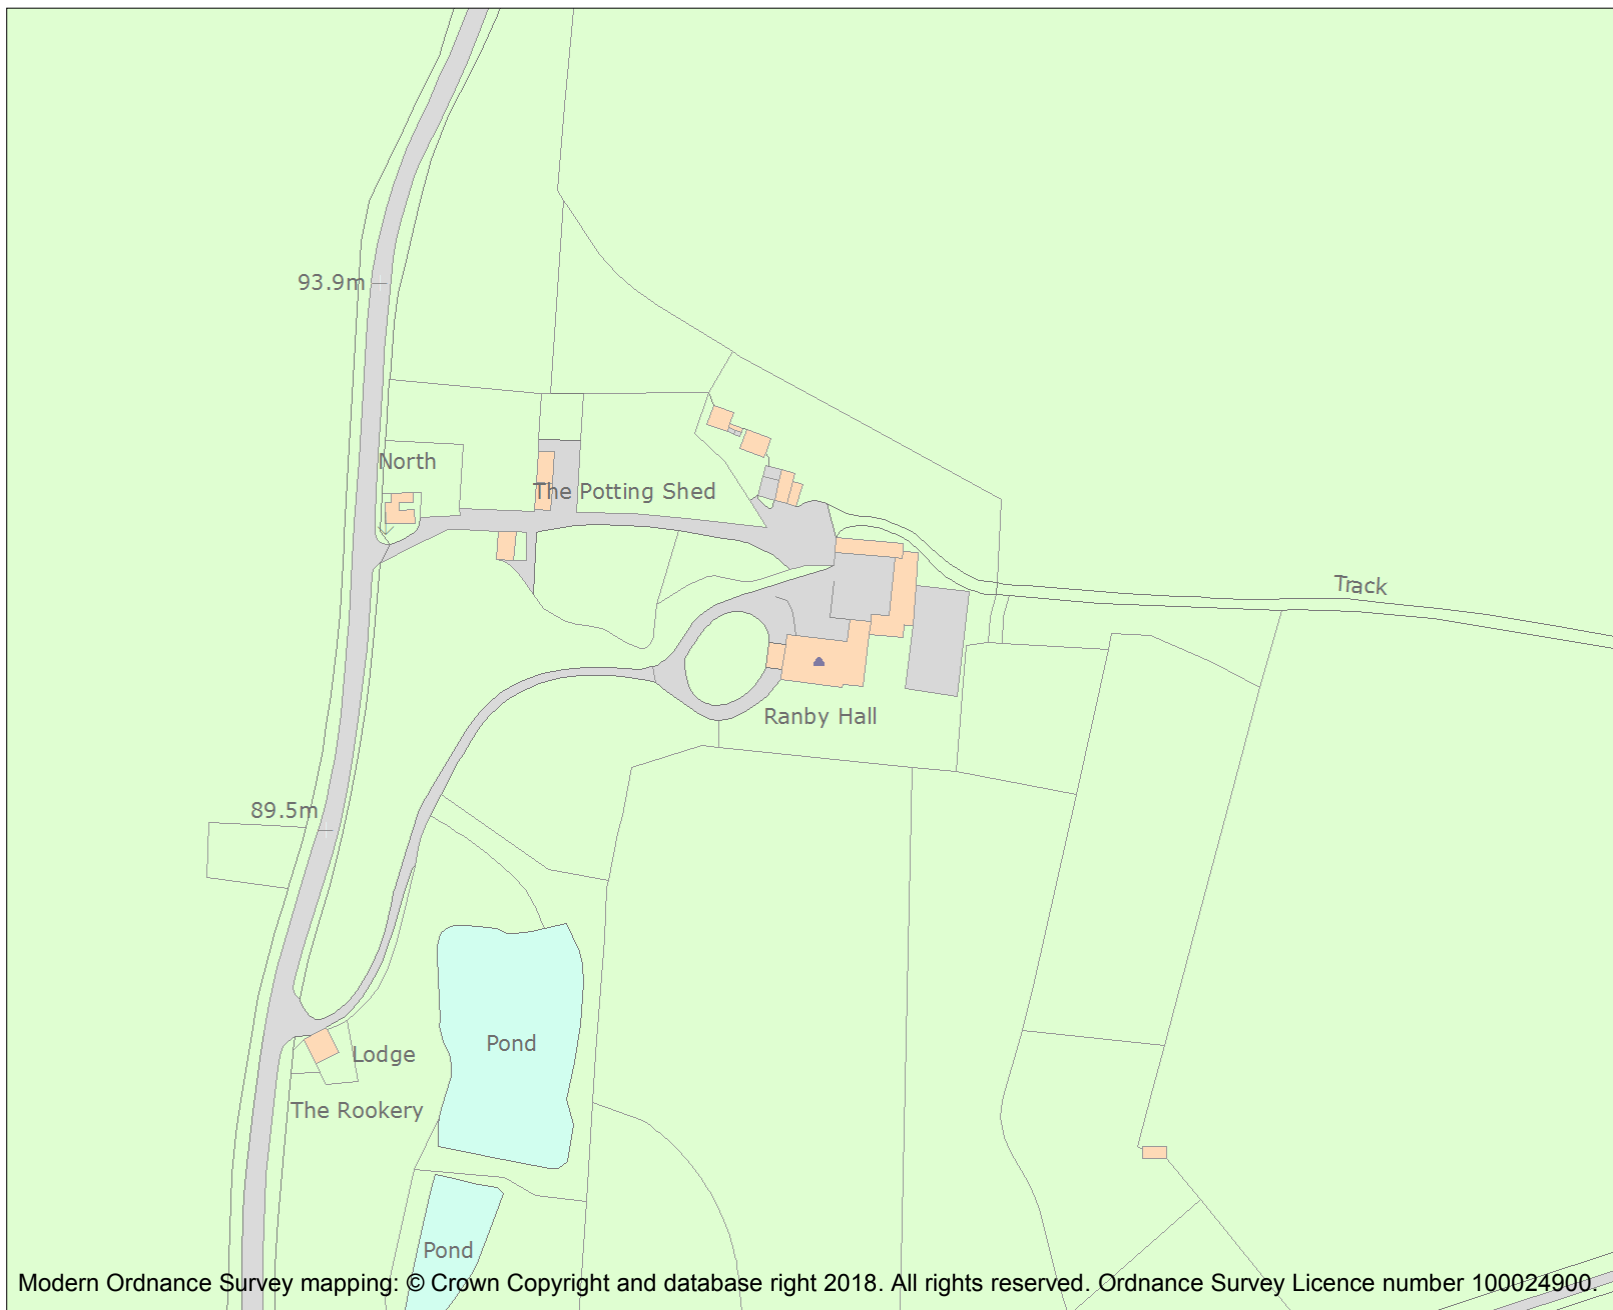 93.9m
North
The Potting Shed
Track
Ranby Hall
89.5m
Pond
Lodge
The Rookery
Pond
Modern Ordnance Survey mapping: © Crown Copyright and database right 2018. All rights reserved. Ordnance Survey Licence number 100024900.